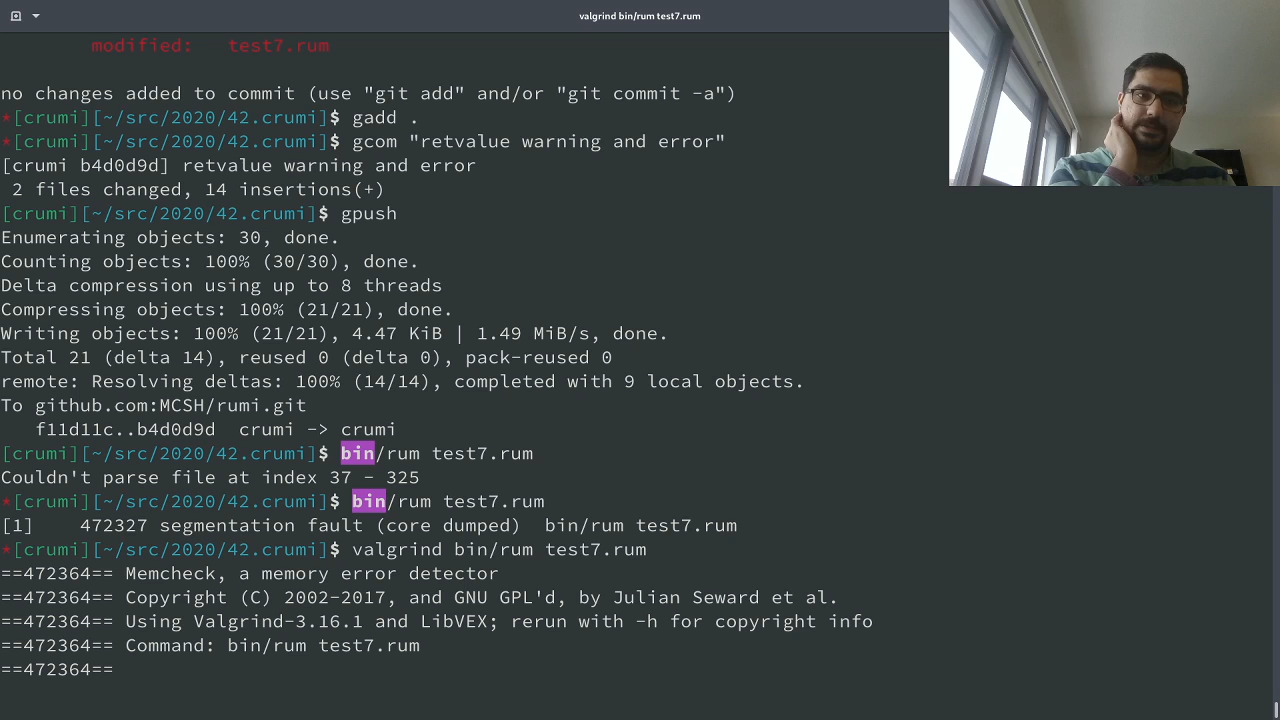 valgrind bin/rum test7.rum
modified: test7.rum
no changes added to commit (use "git add" and/or "git commit -a")
*[crumi][~/src/2020/42.crumi]$ gadd .
*[crumi][~/src/2020/42.crumi]$ gcom "retvalue warning and error"
[crumi b4d0d9d] retvalue warning and error
2 files changed, 14 insertions(+)
[crumi][~/src/2020/42.crumi]$ gpush
Enumerating objects: 30, done.
Counting objects: 100% (30/30), done.
Delta compression using up to 8 threads
Compressing objects: 100% (21/21), done.
Writing objects: 100% (21/21), 4.47 KiB | 1.49 MiB/s, done.
Total 21 (delta 14), reused 0 (delta 0), pack-reused 0
remote: Resolving deltas: 100% (14/14), completed with 9 local objects.
To github.com:MCSH/rumi.git
f11d11c..b4d0d9d crumi -> crumi
[crumi][~/src/2020/42.crumi]$ bin/rum test7.rum
Couldn't parse file at index 37 - 325
*[crumi][~/src/2020/42.crumi]$ bin/rum test7.rum
[1] 472327 segmentation fault (core dumped) bin/rum test7.rum
*[crumi][~/src/2020/42.crumi]$ valgrind bin/rum test7.rum
==472364== Memcheck, a memory error detector
==472364== Copyright (C) 2002-2017, and GNU GPL'd, by Julian Seward et al.
==472364== Using Valgrind-3.16.1 and LibVEX; rerun with -h for copyright info
==472364== Command: bin/rum test7.rum
==472364==